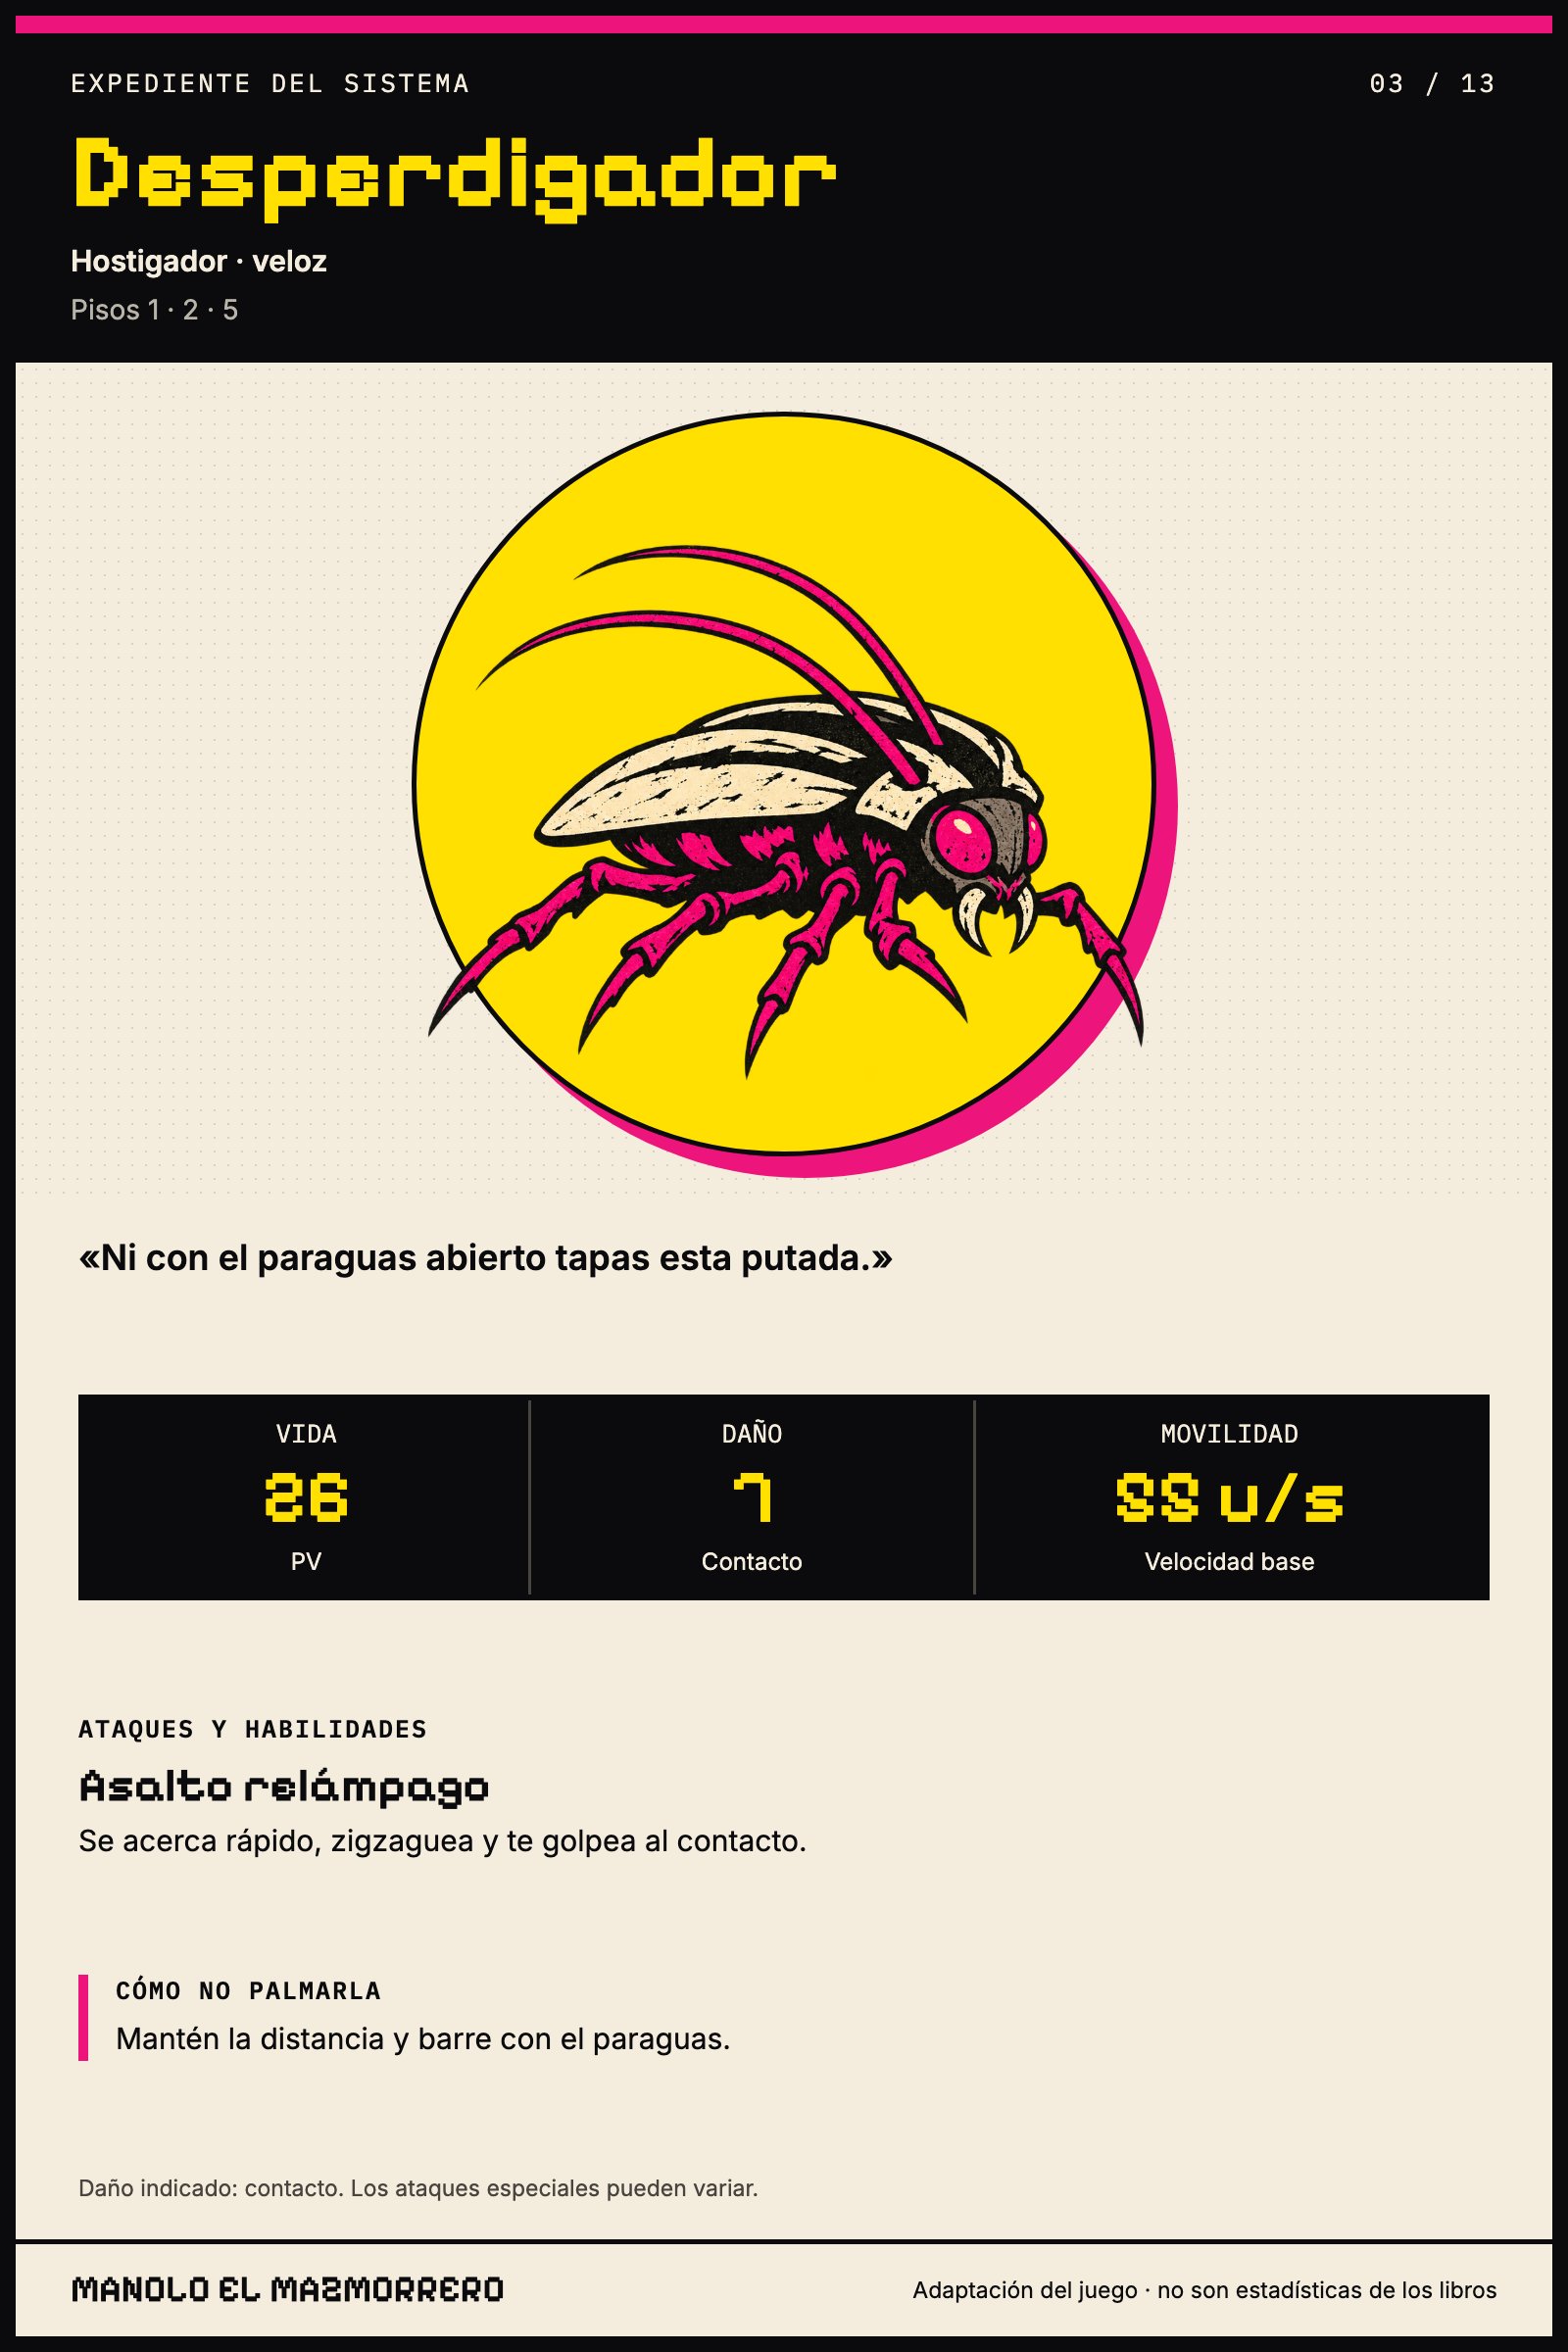 EXPEDIENTE DEL SISTEMA
03 / 13
Desperdigador
Hostigador · veloz
Pisos 1 · 2 · 5
«Ni con el paraguas abierto tapas esta putada.»
VIDA
26
PV
DAÑO
7
Contacto
MOVILIDAD
88 u/s
Velocidad base
ATAQUES Y HABILIDADES
Asalto relámpago
Se acerca rápido, zigzaguea y te golpea al contacto.
CÓMO NO PALMARLA
Mantén la distancia y barre con el paraguas.
Daño indicado: contacto. Los ataques especiales pueden variar.
MANOLO EL MAZMORRERO
Adaptación del juego · no son estadísticas de los libros